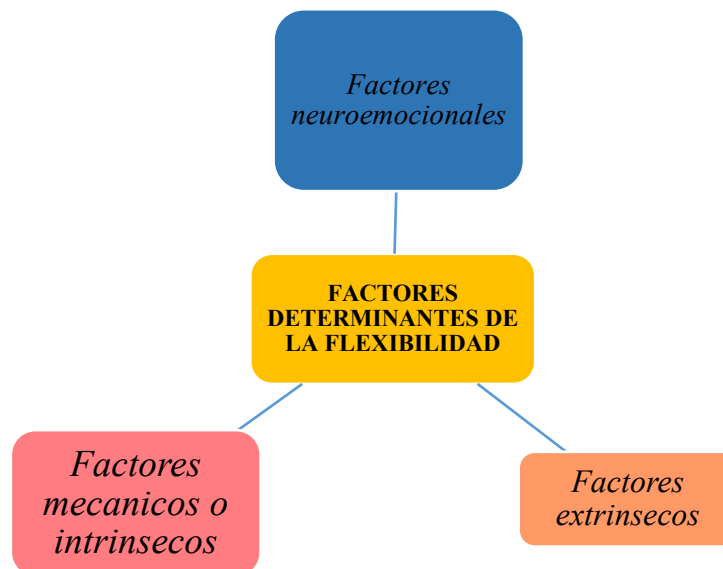 Factores
neuroemocionales
FACTORES
DETERMINANTES DE
LA FLEXIBILIDAD
Factores
mecanicos o
intrinsecos
Factores
extrinsecos